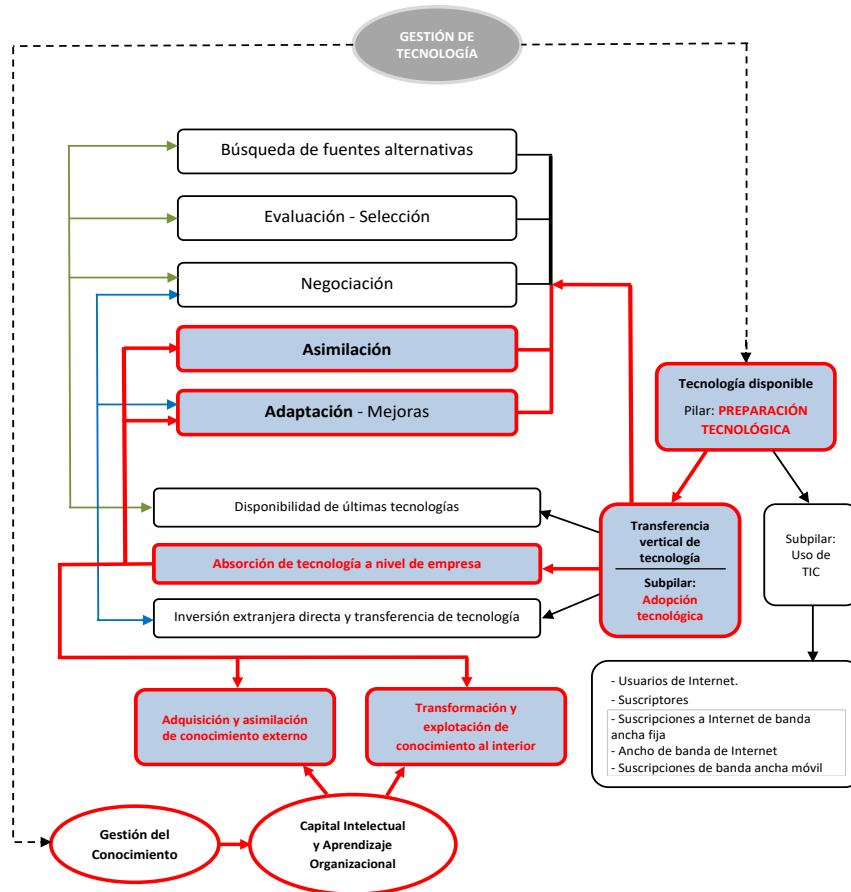 GESTIÓN DE
TECNOLOGÍA
Búsqueda de fuentes alternativas
Evaluación - Selección
Negociación
Asimilación
Adaptación - Mejoras
Tecnología disponible
Pilar: PREPARACIÓN
TECNOLÓGICA
Disponibilidad de últimas tecnologías
Absorción de tecnología a nivel de empresa
Inversión extranjera directa y transferencia de tecnología
Transferencia
vertical de
tecnología
Subpilar:
Adopción
tecnológica
Subpilar:
Uso de
TIC
- Usuarios de Internet.
- Suscriptores
- Suscripciones a Internet de banda
ancha fija
- Ancho de banda de Internet
- Suscripciones de banda ancha móvil
Adquisición y asimilación
de conocimiento externo
Transformación y
explotación de
conocimiento al interior
Gestión del
Conocimiento
Capital Intelectual
y Aprendizaje
Organizacional